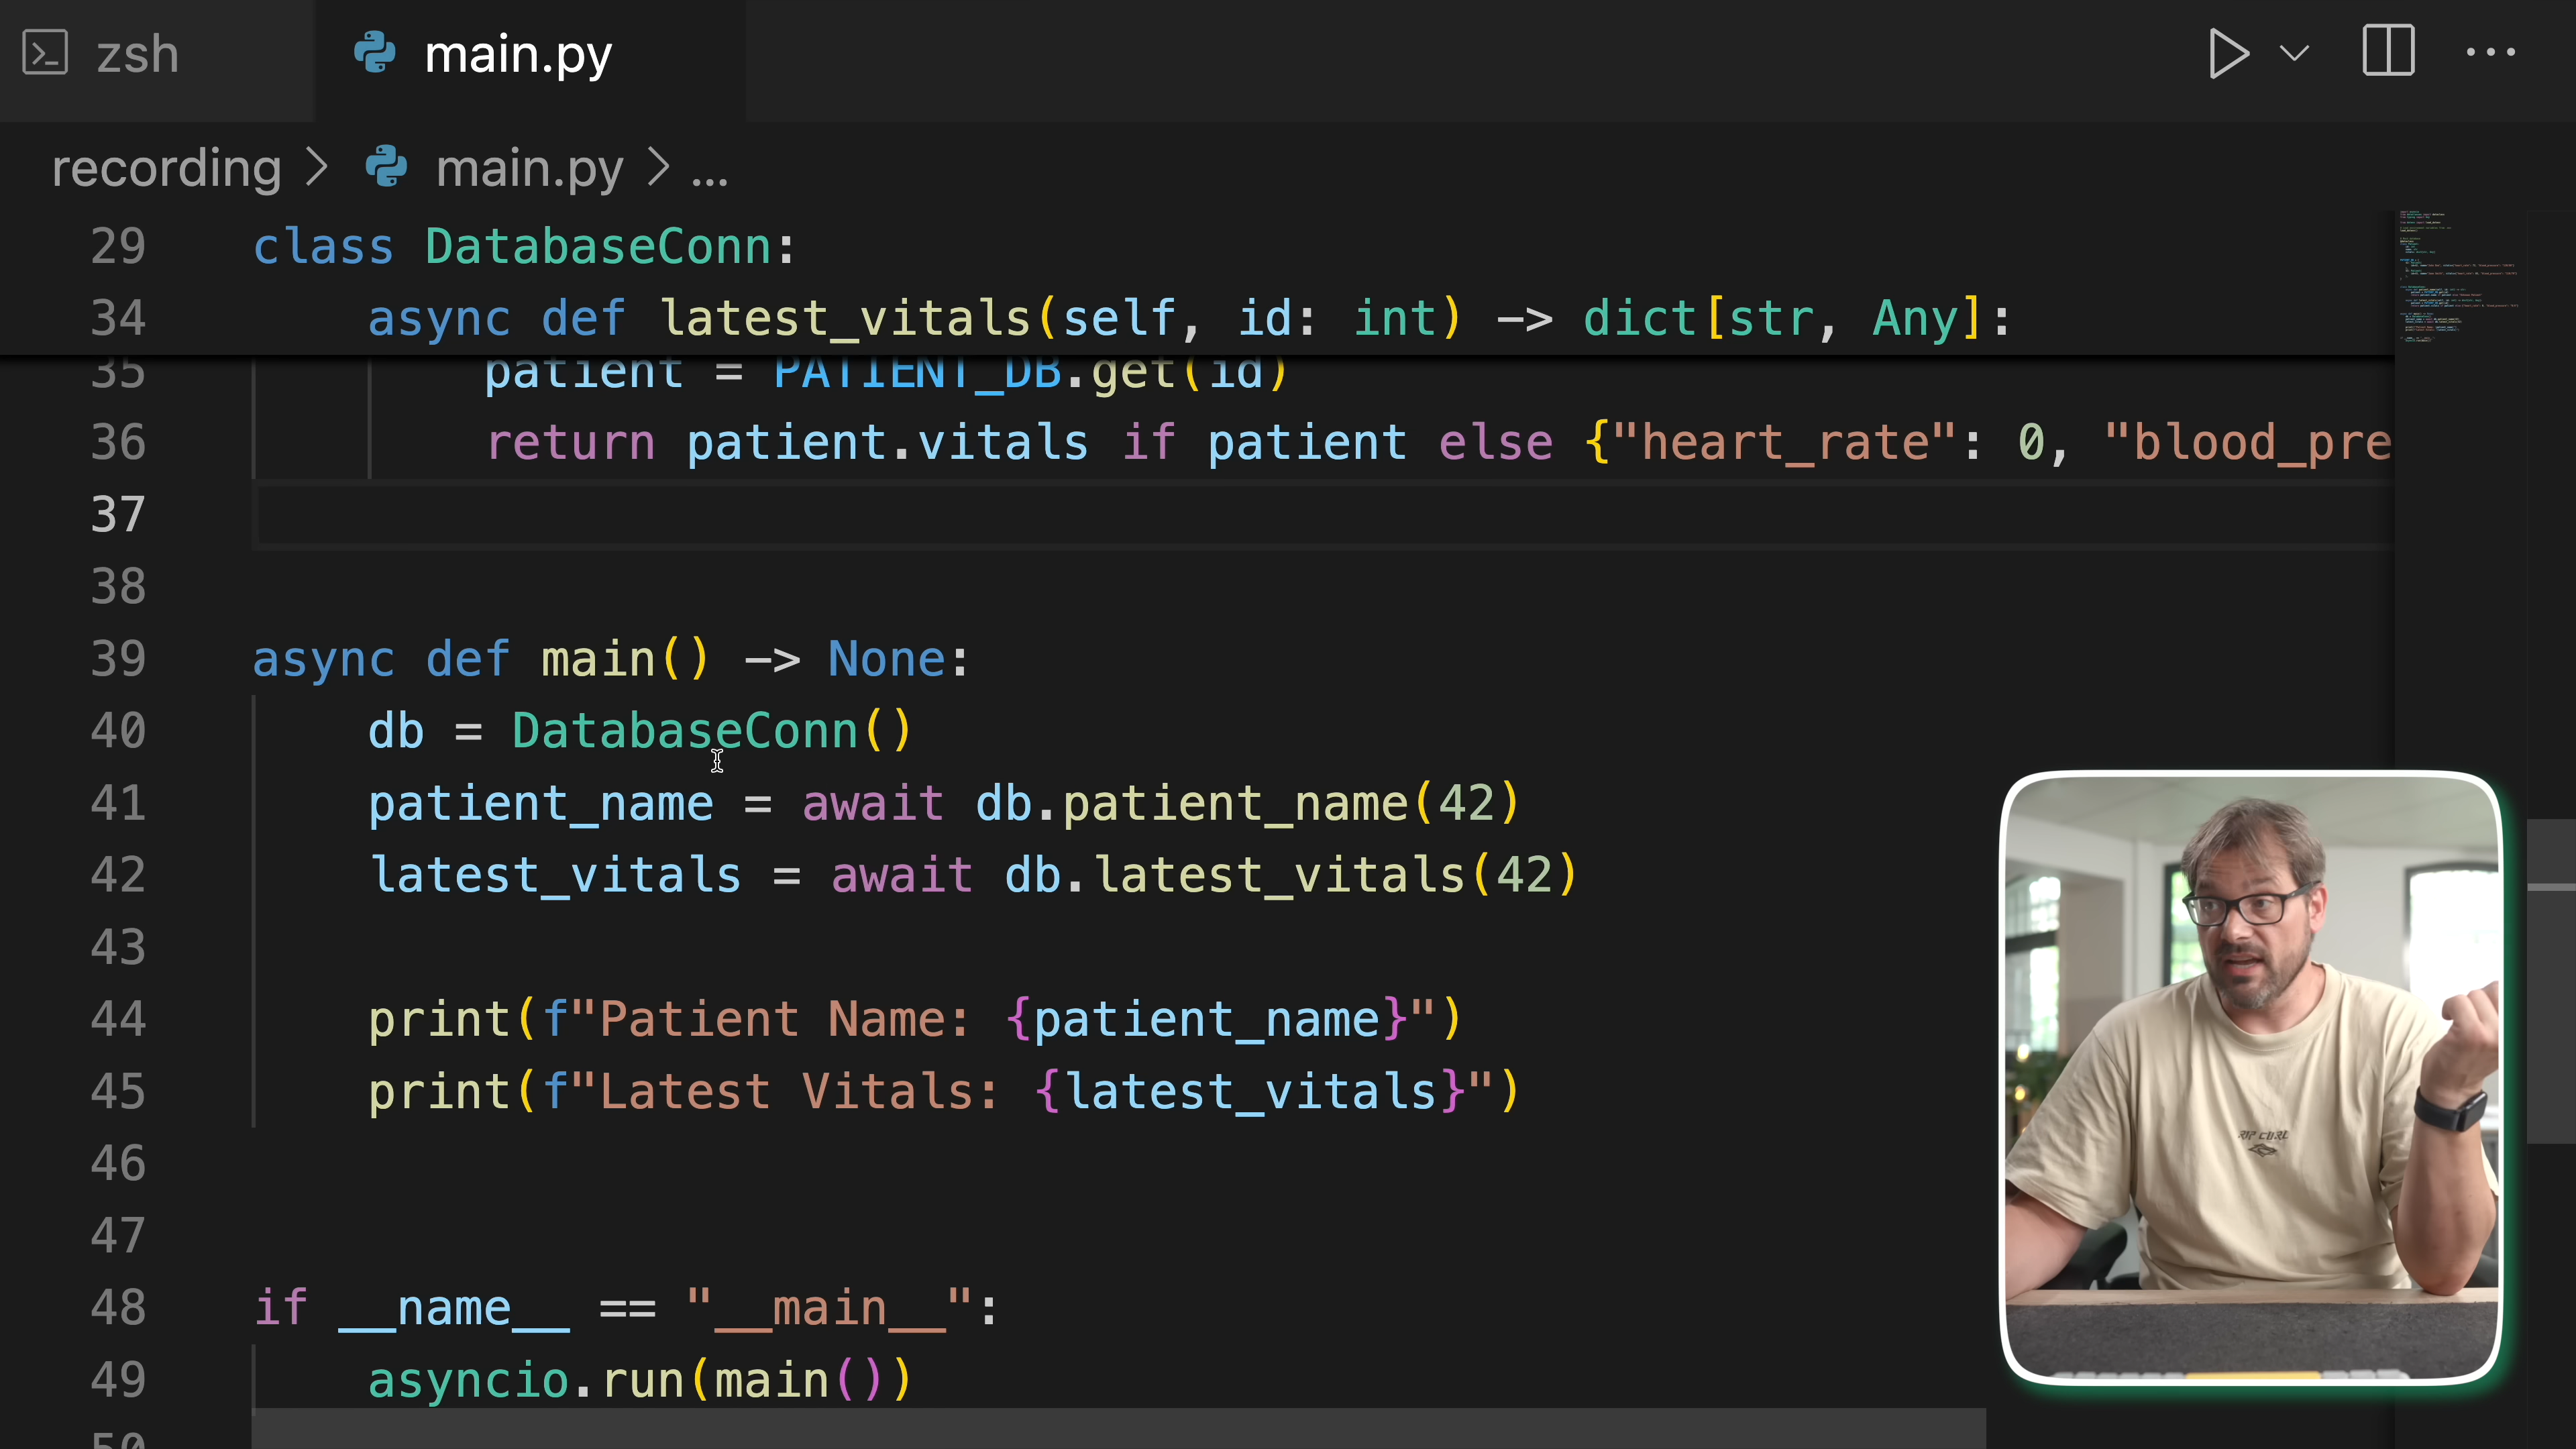 zsh
main.py
recording > main.py > ...
29 class DatabaseConn:
34 async def latest_vitals(self, id: int) -> dict[str, Any]:
35 patient = PATIENT_DB.get(id)
36 return patient.vitals if patient else {"heart_rate": 0, "blood_pre
37
38
39 async def main() -> None:
40 db = DatabaseConn()
41 patient_name = await db.patient_name(42)
42 latest_vitals = await db.latest_vitals(42)
43
44 print(f"Patient Name: {patient_name}")
45 print(f"Latest Vitals: {latest_vitals}")
46
47
48 if __name__ == "__main__":
49 asyncio.run(main())
50
RIP CURL